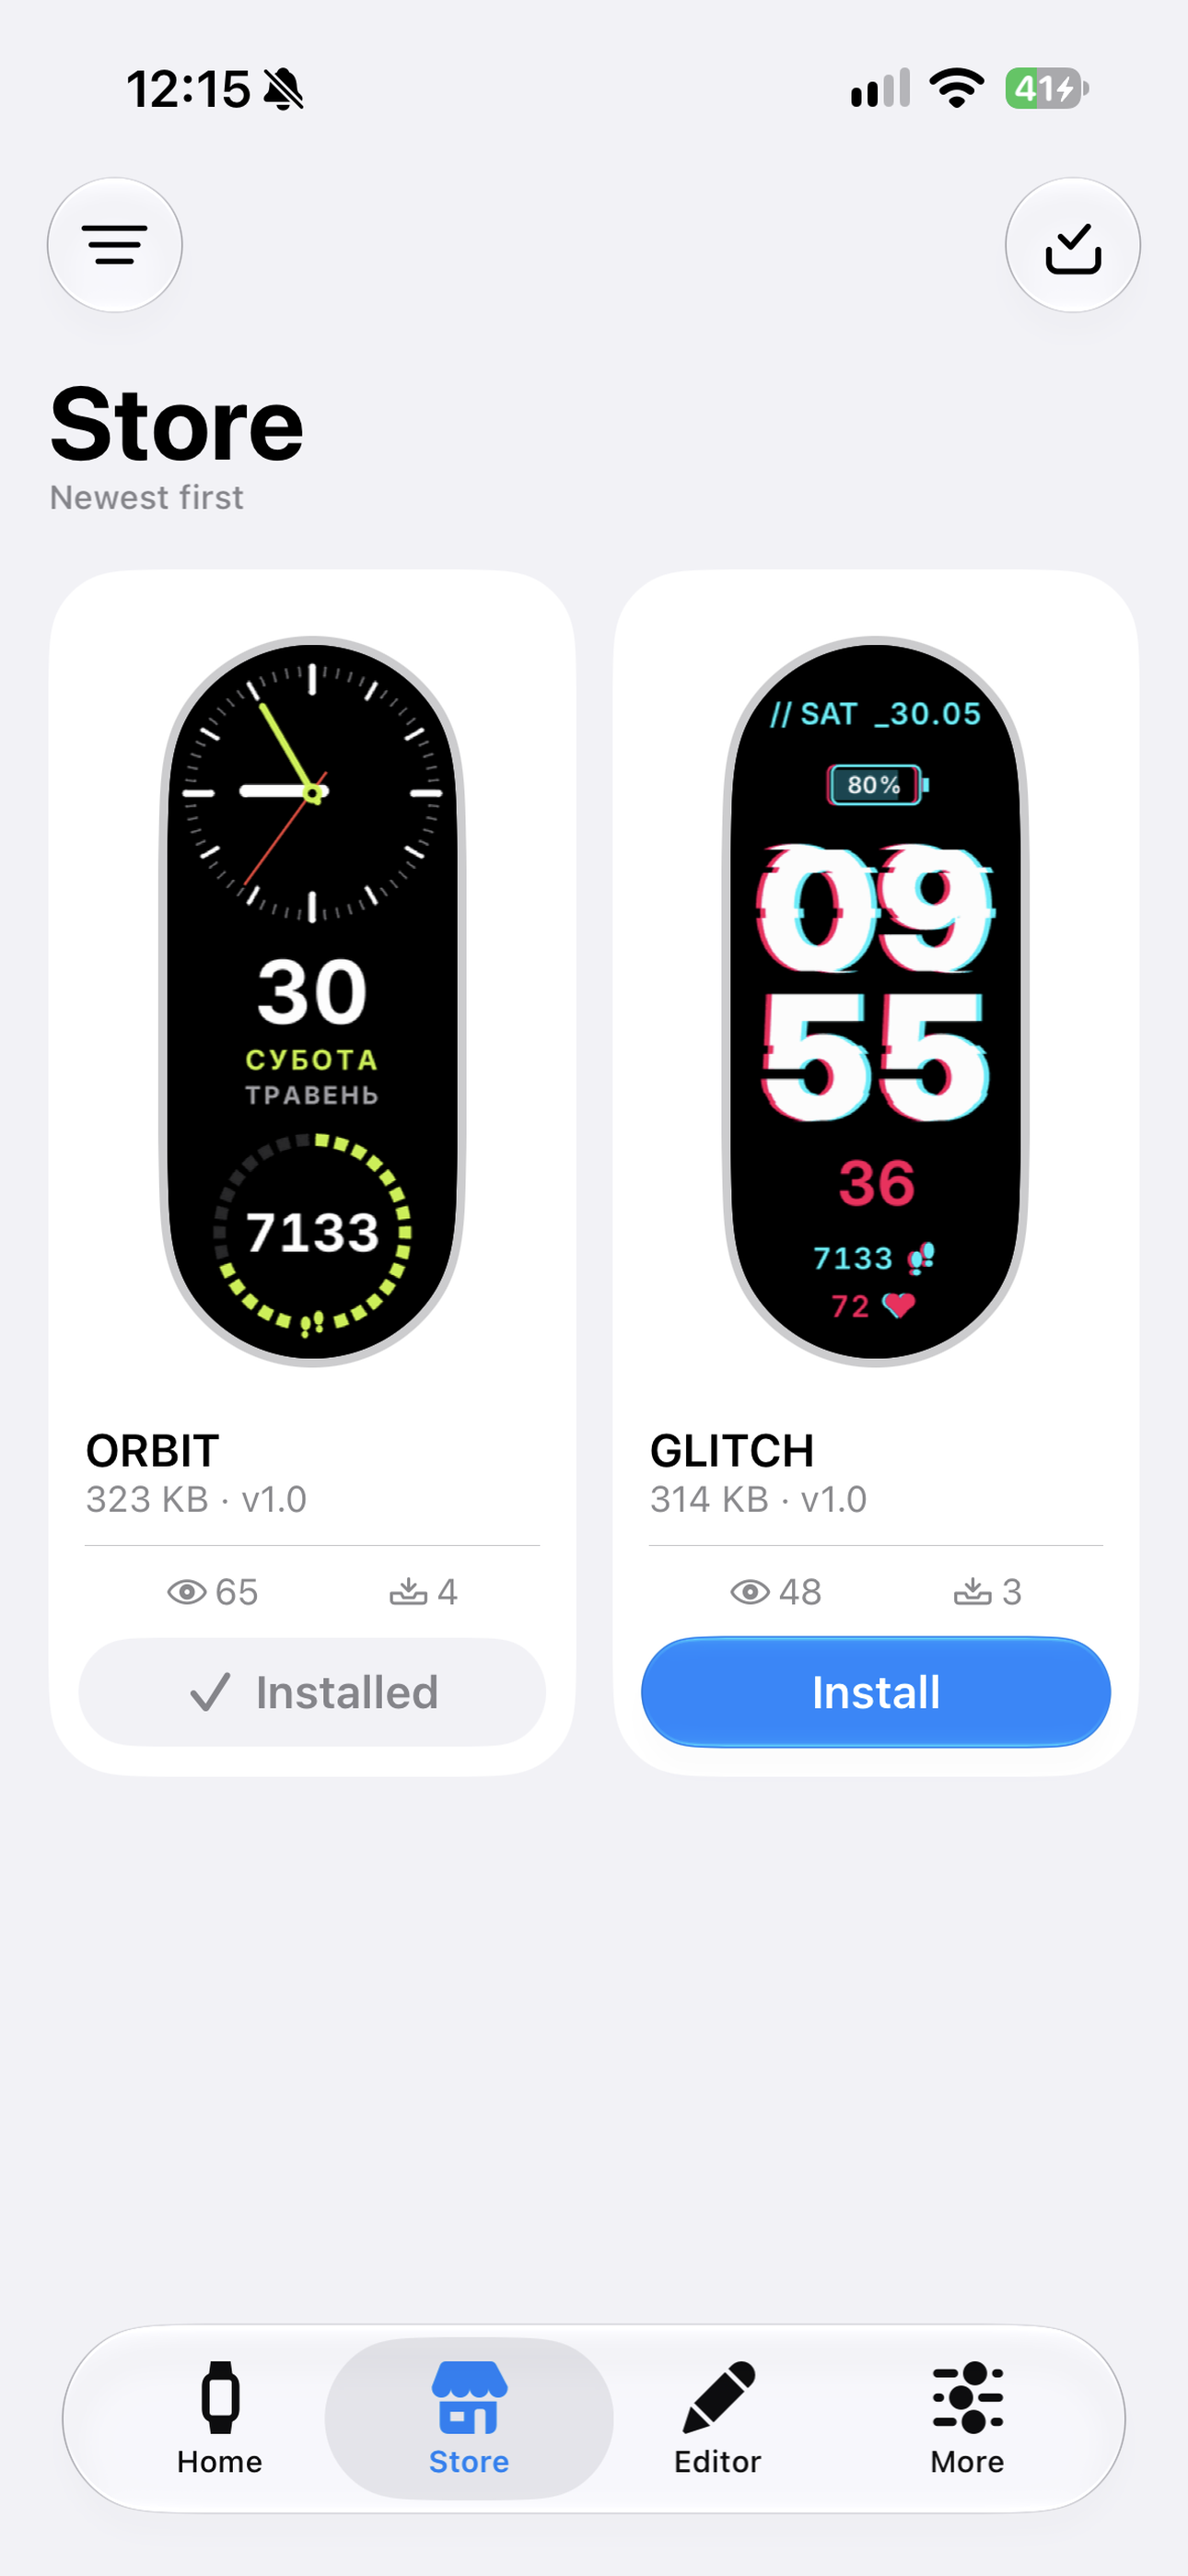 12:15
41
Store
Newest first
30
СУБОТА
ТРАВЕНЬ
7133
ORBIT
323 KB · v1.0
65
4
Installed
// SAT _30.05
80%
09
55
36
7133
72
GLITCH
314 KB · v1.0
48
3
Install
Home
Store
Editor
More